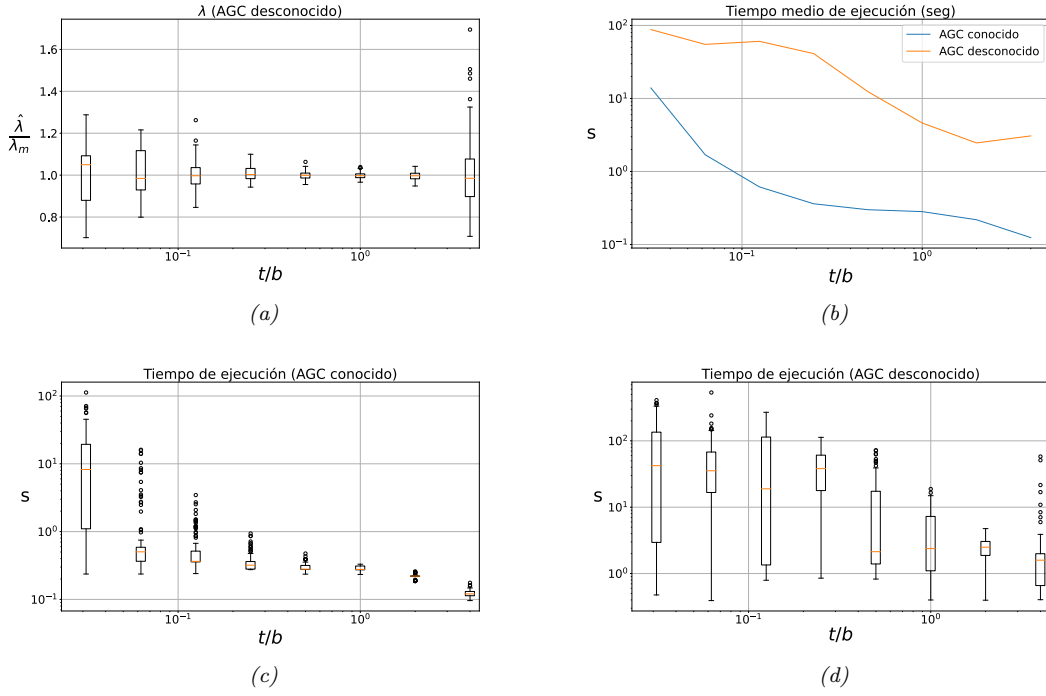 λ (AGC desconocido)
1.6
1.4
1.2
1.0
0.8
λ̂
λm
10⁻¹
10⁰
t/b
(a)
Tiempo medio de ejecución (seg)
AGC conocido
AGC desconocido
10²
10¹
10⁰
10⁻¹
s
10⁻¹
10⁰
t/b
(b)
Tiempo de ejecución (AGC conocido)
10²
10¹
10⁰
10⁻¹
s
10⁻¹
10⁰
t/b
(c)
Tiempo de ejecución (AGC desconocido)
10²
10¹
10⁰
s
10⁻¹
10⁰
t/b
(d)